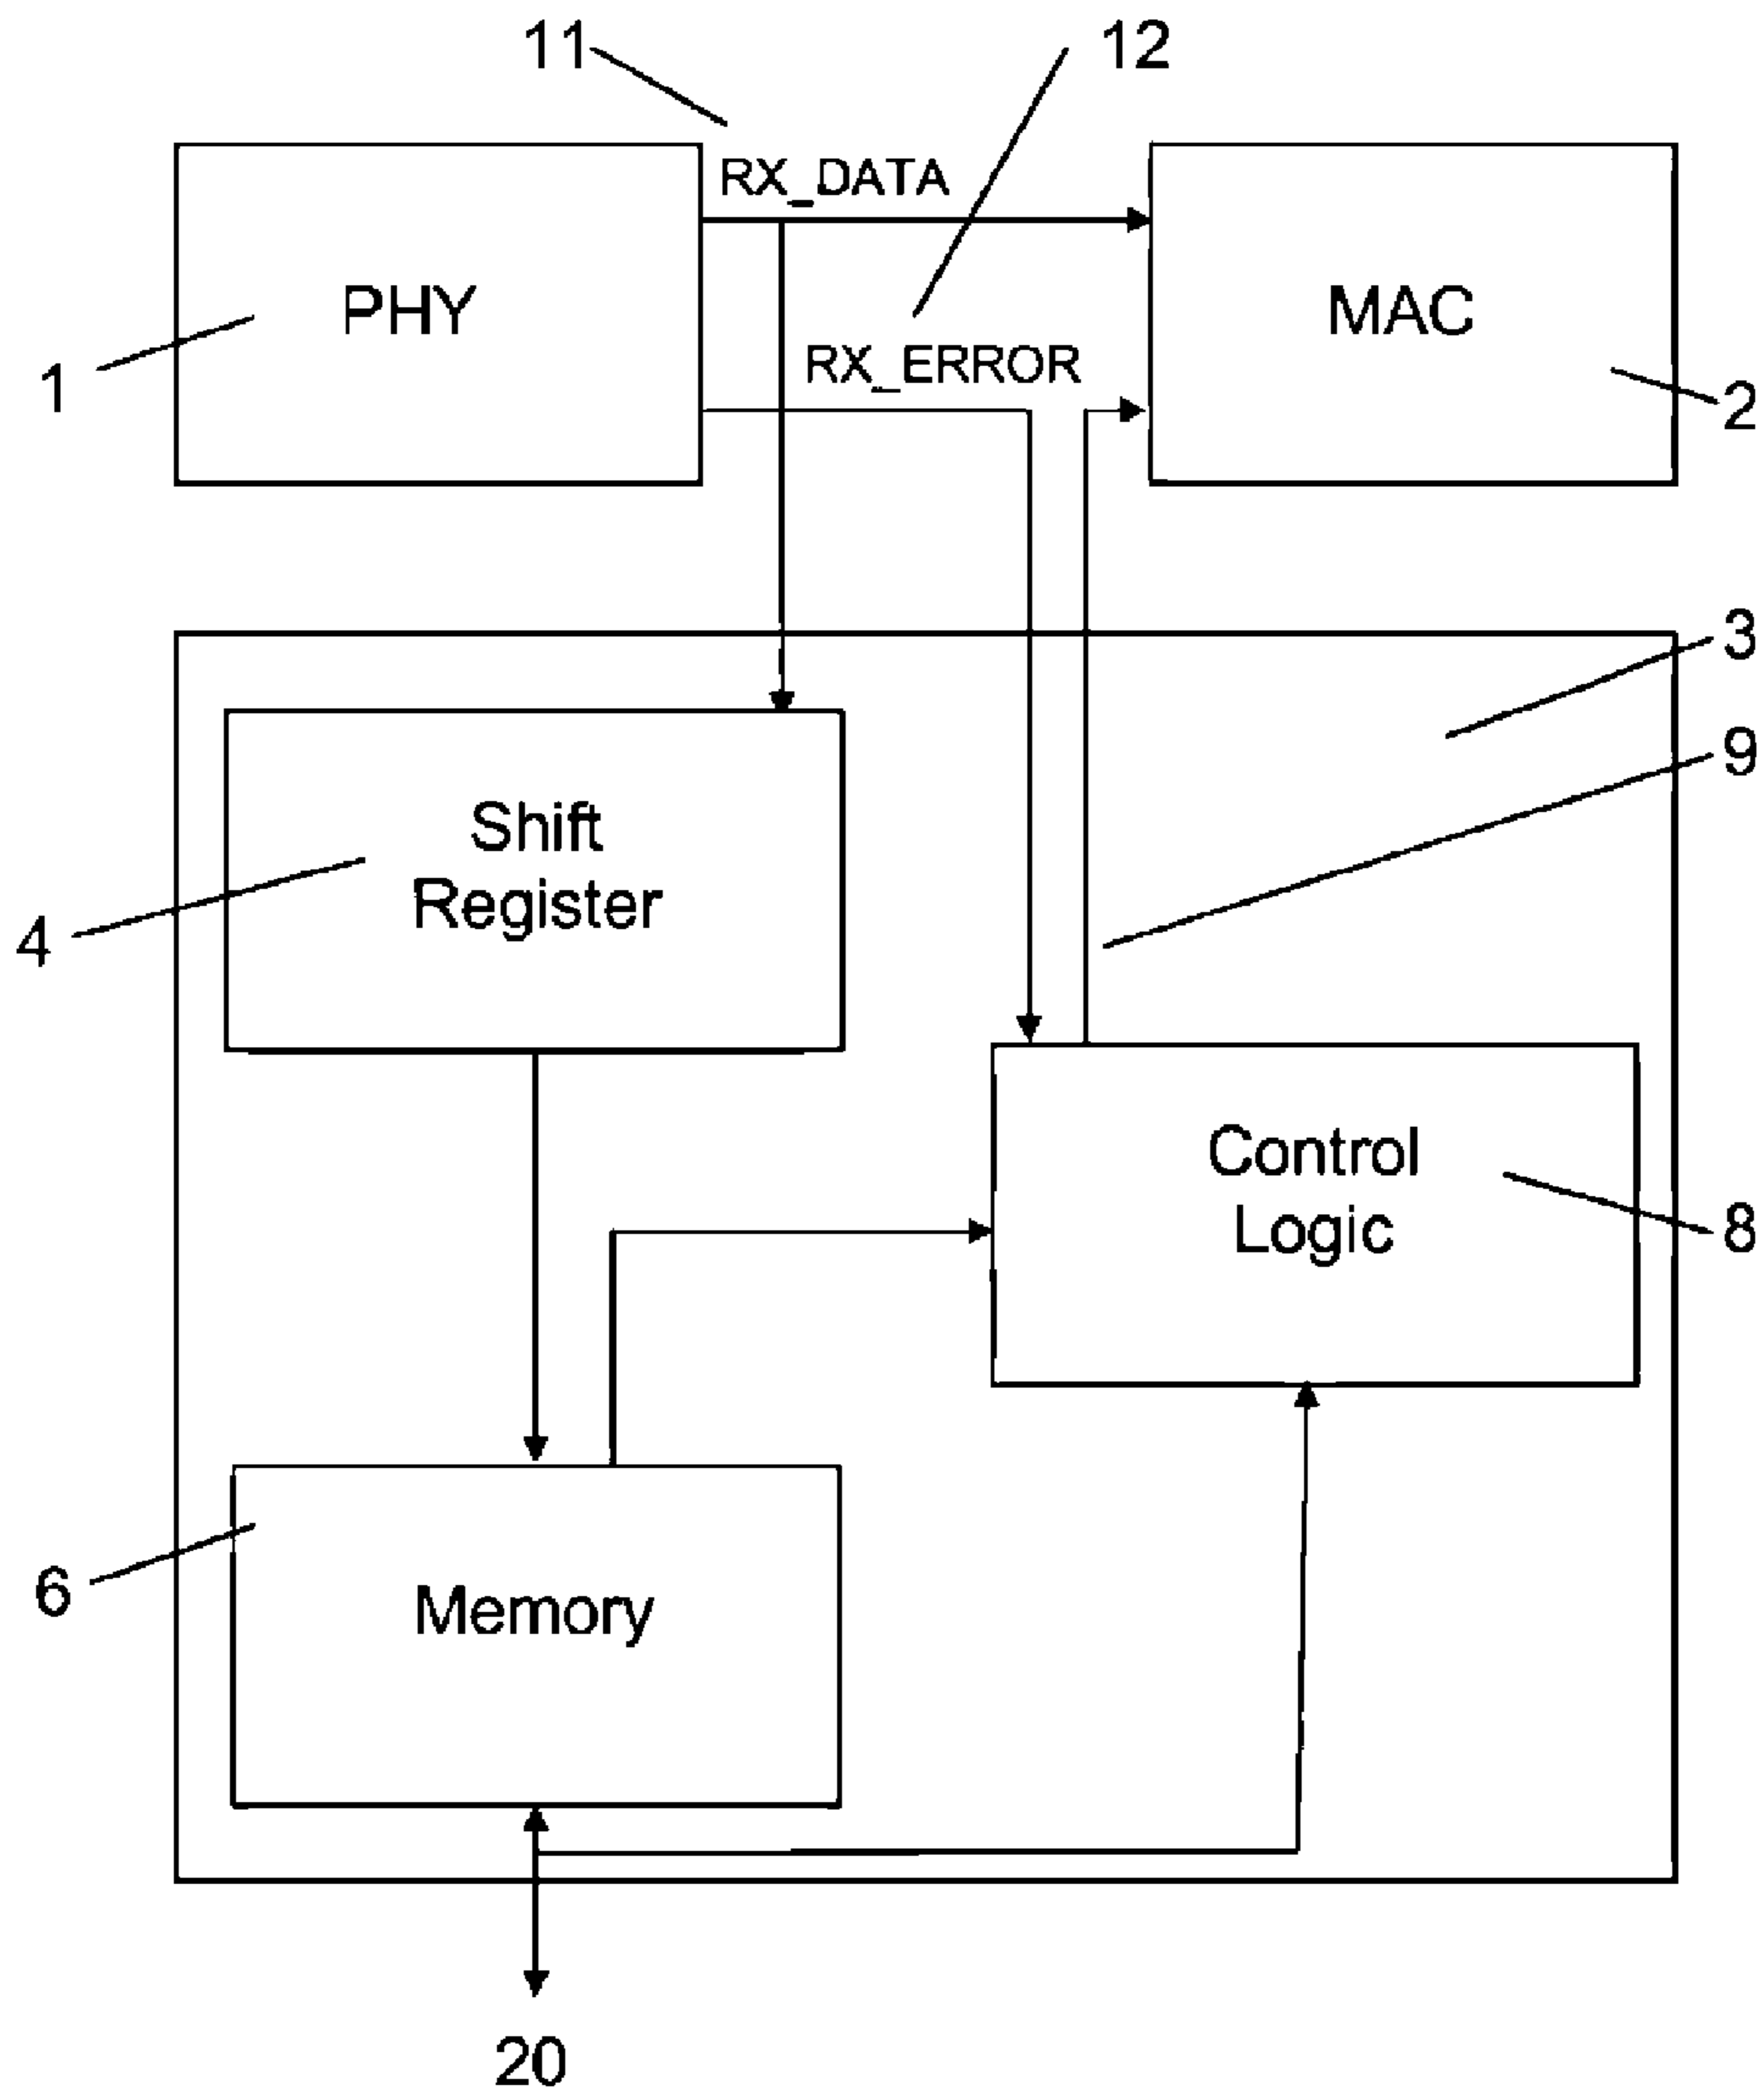 11
12
RX_DATA
PHY
MAC
1
RX_ERROR
2
3
9
Shift
Register
4
Control
Logic
8
6
Memory
20